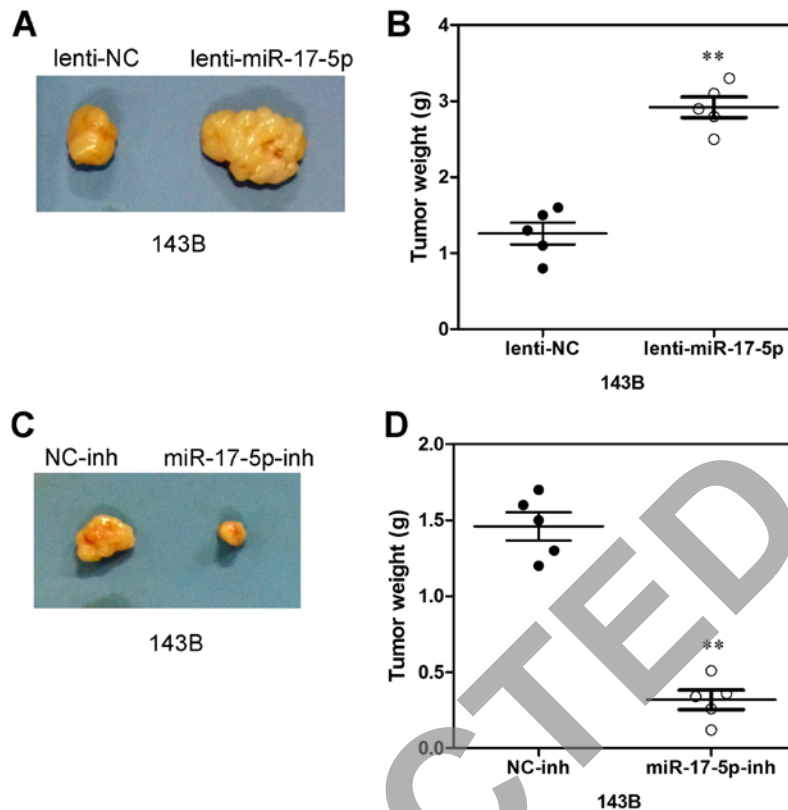 A
lenti-NC lenti-miR-17-5p
143B
B
Tumor weight (g)
4
3
2
1
0
**
lenti-NC lenti-miR-17-5p
143B
C
NC-inh miR-17-5p-inh
143B
D
Tumor weight (g)
2.0
1.5
1.0
0.5
0.0
**
NC-inh miR-17-5p-inh
143B
CTED